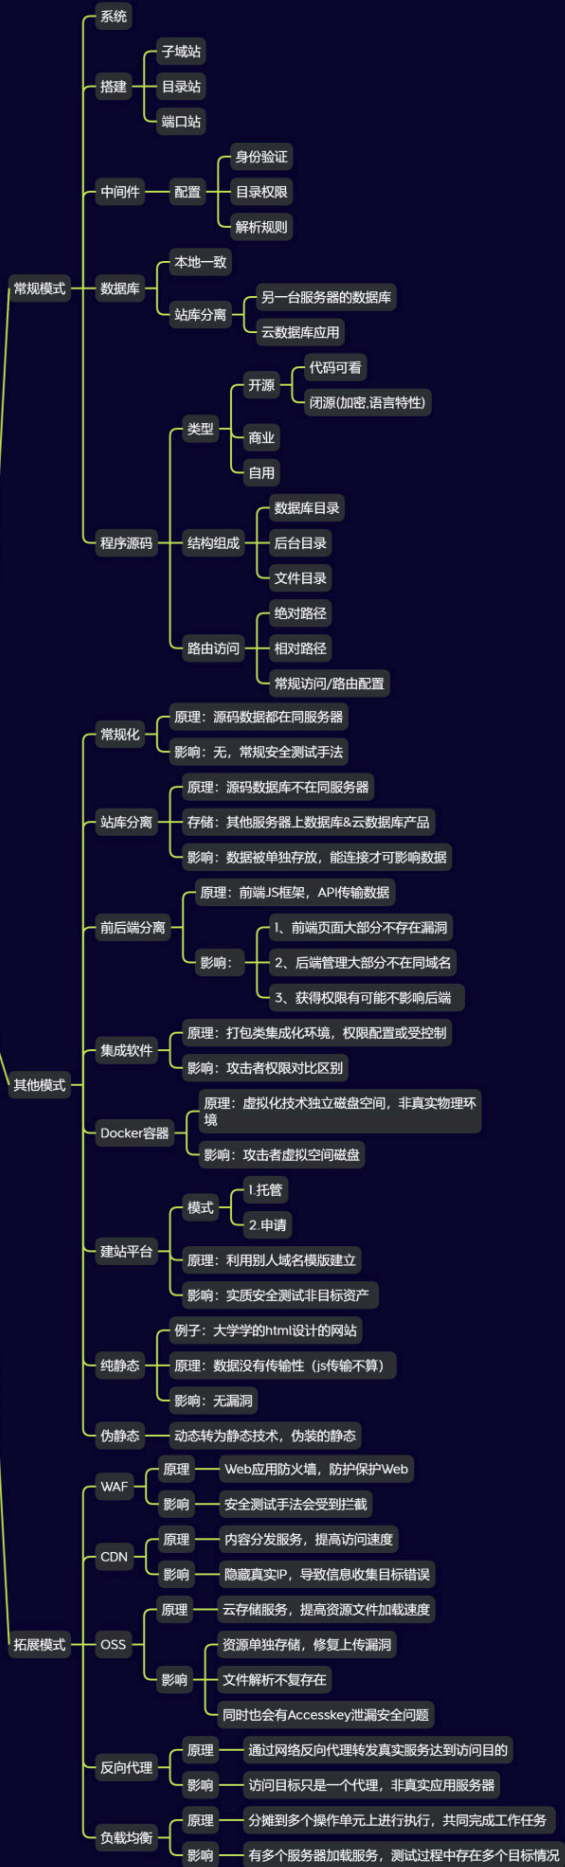 系统
子域站
搭建
目录站
端口站
身份验证
中间件
配置
目录权限
解析规则
本地一致
常规模式
数据库
另一台服务器的数据库
站库分离
云数据库应用
代码可看
开源
闭源(加密,语言特性)
类型
商业
自用
数据库目录
程序源码
结构组成
后台目录
文件目录
绝对路径
路由访问
相对路径
常规访问/路由配置
原理：源码数据都在同服务器
常规化
影响：无，常规安全测试手法
原理：源码数据库不在同服务器
站库分离
存储：其他服务器上数据库&云数据库产品
影响：数据被单独存放，能连接才可影响数据
原理：前端JS框架，API传输数据
前后端分离
1、前端页面大部分不存在漏洞
影响：
2、后端管理大部分不在同域名
3、获得权限有可能不影响后端
原理：打包类集成化环境，权限配置或受控制
集成软件
影响：攻击者权限对比区别
其他模式
原理：虚拟化技术独立磁盘空间，非真实物理环
境
Docker容器
影响：攻击者虚拟空间磁盘
1.托管
模式
2.申请
建站平台
原理：利用别人域名模版建立
影响：实质安全测试非目标资产
例子：大学学的html设计的网站
纯静态
原理：数据没有传输性（js传输不算）
影响：无漏洞
伪静态
动态转为静态技术，伪装的静态
原理
Web应用防火墙，防护保护Web
WAF
影响
安全测试手法会受到拦截
原理
内容分发服务，提高访问速度
CDN
影响
隐藏真实IP，导致信息收集目标错误
原理
云存储服务，提高资源文件加载速度
拓展模式
OSS
资源单独存储，修复上传漏洞
影响
文件解析不复存在
同时也会有Accesskey泄漏安全问题
原理
通过网络反向代理转发真实服务达到访问目的
反向代理
影响
访问目标只是一个代理，非真实应用服务器
原理
分摊到多个操作单元上进行执行，共同完成工作任务
负载均衡
影响
有多个服务器加载服务，测试过程中存在多个目标情况